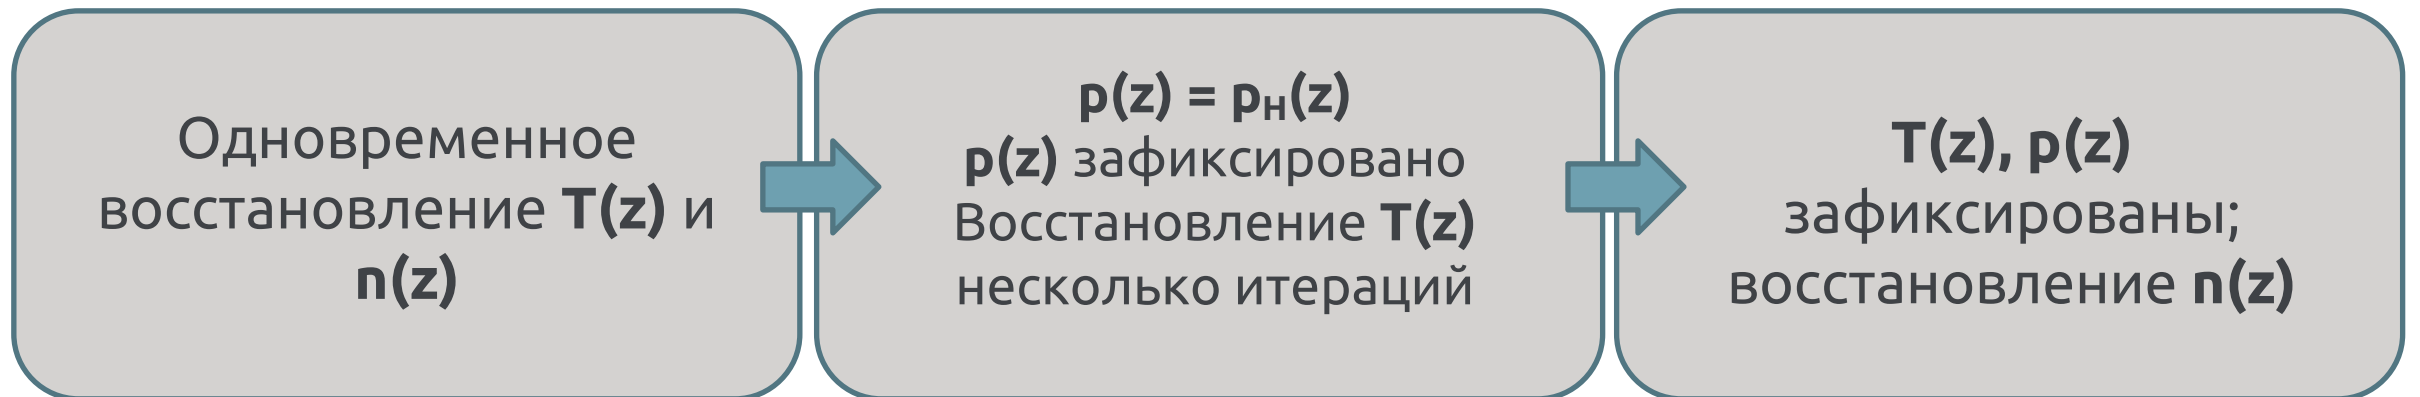 Одновременное
восстановление T(z) и
n(z)
p(z) = pн(z)
p(z) зафиксировано
Восстановление T(z)
несколько итераций
T(z), p(z)
зафиксированы;
восстановление n(z)